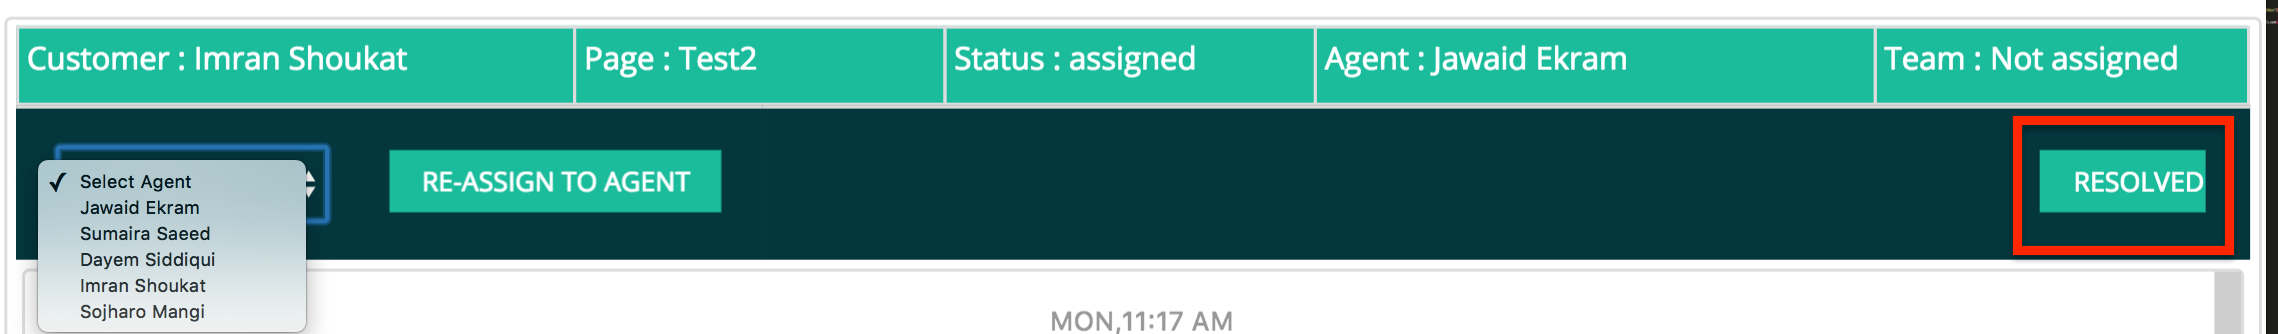 Customer : Imran Shoukat
Page : Test2
Status : assigned
Agent : Jawaid Ekram
Team : Not assigned
✓ Select Agent
Jawaid Ekram
Sumaira Saeed
Dayem Siddiqui
Imran Shoukat
Sojharo Mangi
RE-ASSIGN TO AGENT
RESOLVED
MON,11:17 AM